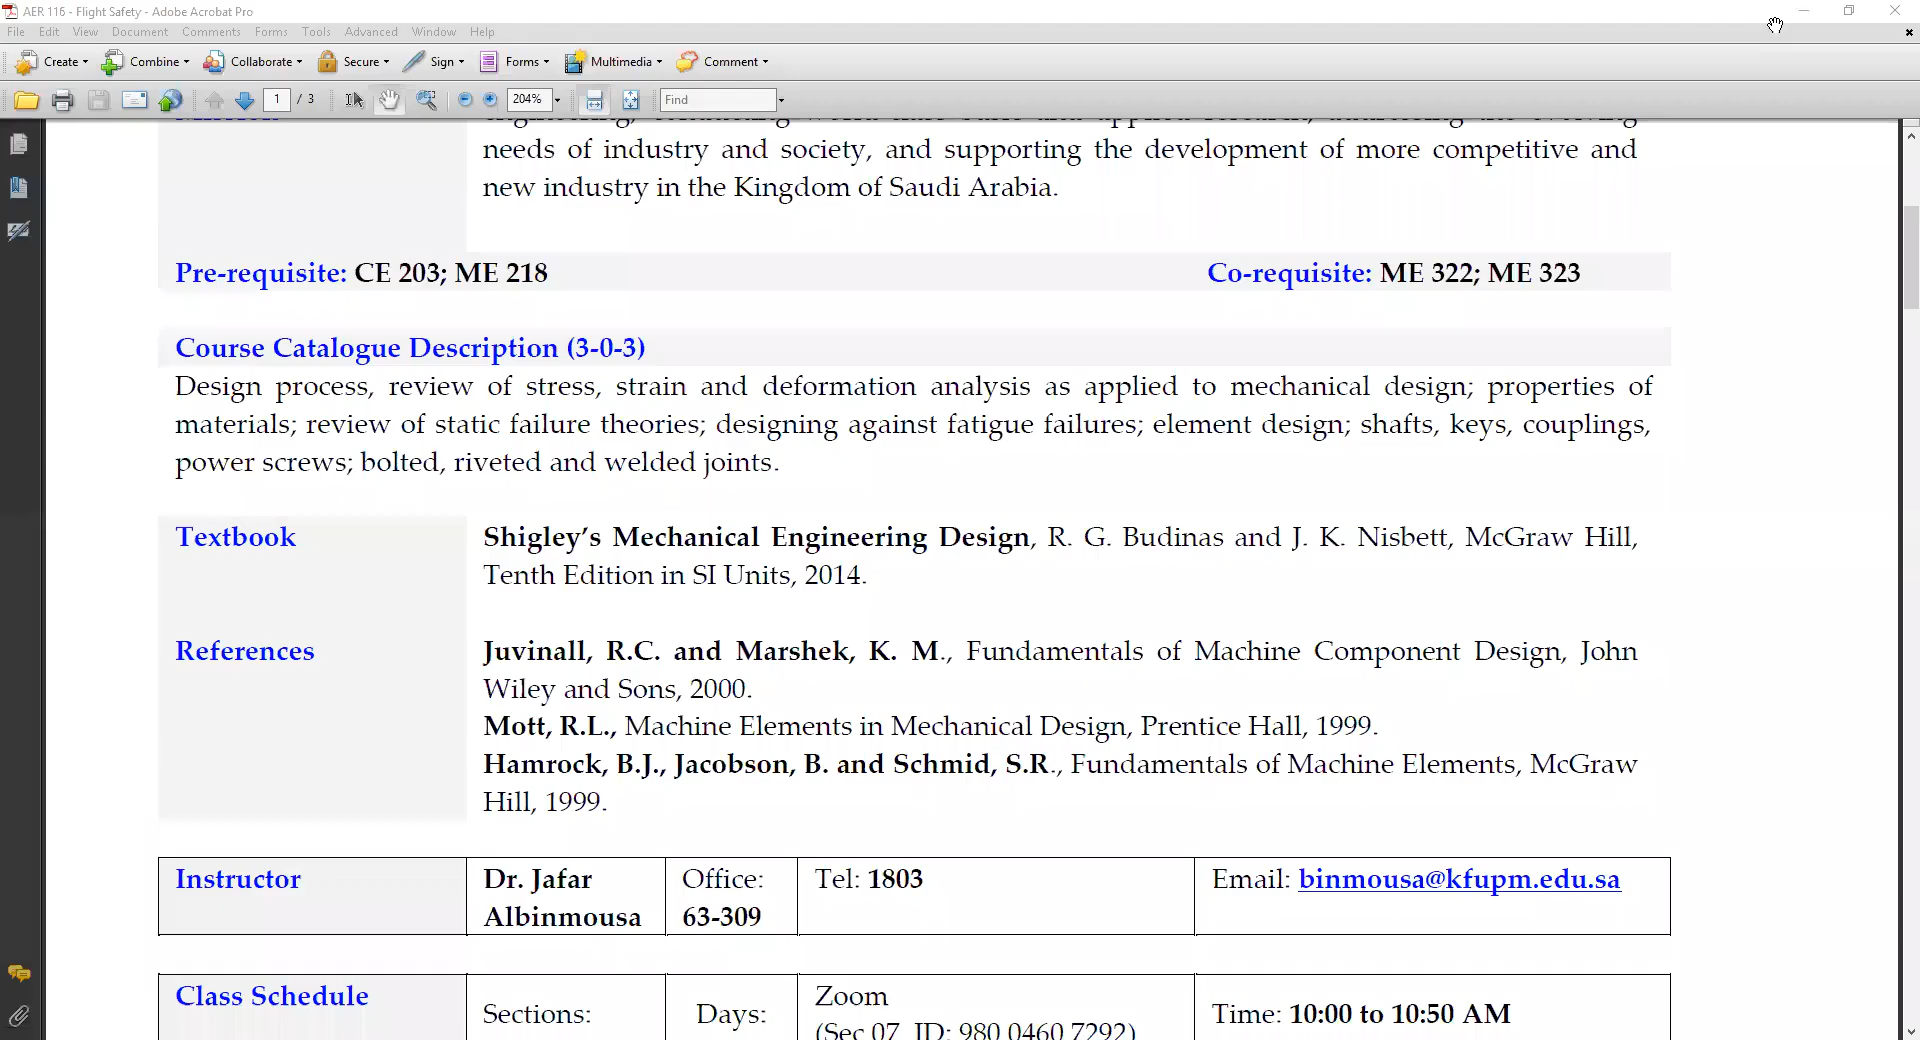 AER 116 - Flight Safety - Adobe Acrobat Pro
File Edit View Document Comments Forms Tools Advanced Window Help
Create Combine Collaborate Secure Sign Forms Multimedia Comment
1 / 3 204% Find
needs of industry and society, and supporting the development of more competitive and
new industry in the Kingdom of Saudi Arabia.
Pre-requisite: CE 203; ME 218 Co-requisite: ME 322; ME 323
Course Catalogue Description (3-0-3)
Design process, review of stress, strain and deformation analysis as applied to mechanical design; properties of
materials; review of static failure theories; designing against fatigue failures; element design; shafts, keys, couplings,
power screws; bolted, riveted and welded joints.
Textbook Shigley's Mechanical Engineering Design, R. G. Budinas and J. K. Nisbett, McGraw Hill,
Tenth Edition in SI Units, 2014.
References Juvinall, R.C. and Marshek, K. M., Fundamentals of Machine Component Design, John
Wiley and Sons, 2000.
Mott, R.L., Machine Elements in Mechanical Design, Prentice Hall, 1999.
Hamrock, B.J., Jacobson, B. and Schmid, S.R., Fundamentals of Machine Elements, McGraw
Hill, 1999.
Instructor Dr. Jafar Office: Tel: 1803 Email: binmousa@kfupm.edu.sa
Albinmousa 63-309
Class Schedule Zoom
Sections: Days: Time: 10:00 to 10:50 AM
(Sec 07, ID: 980 0460 7292)